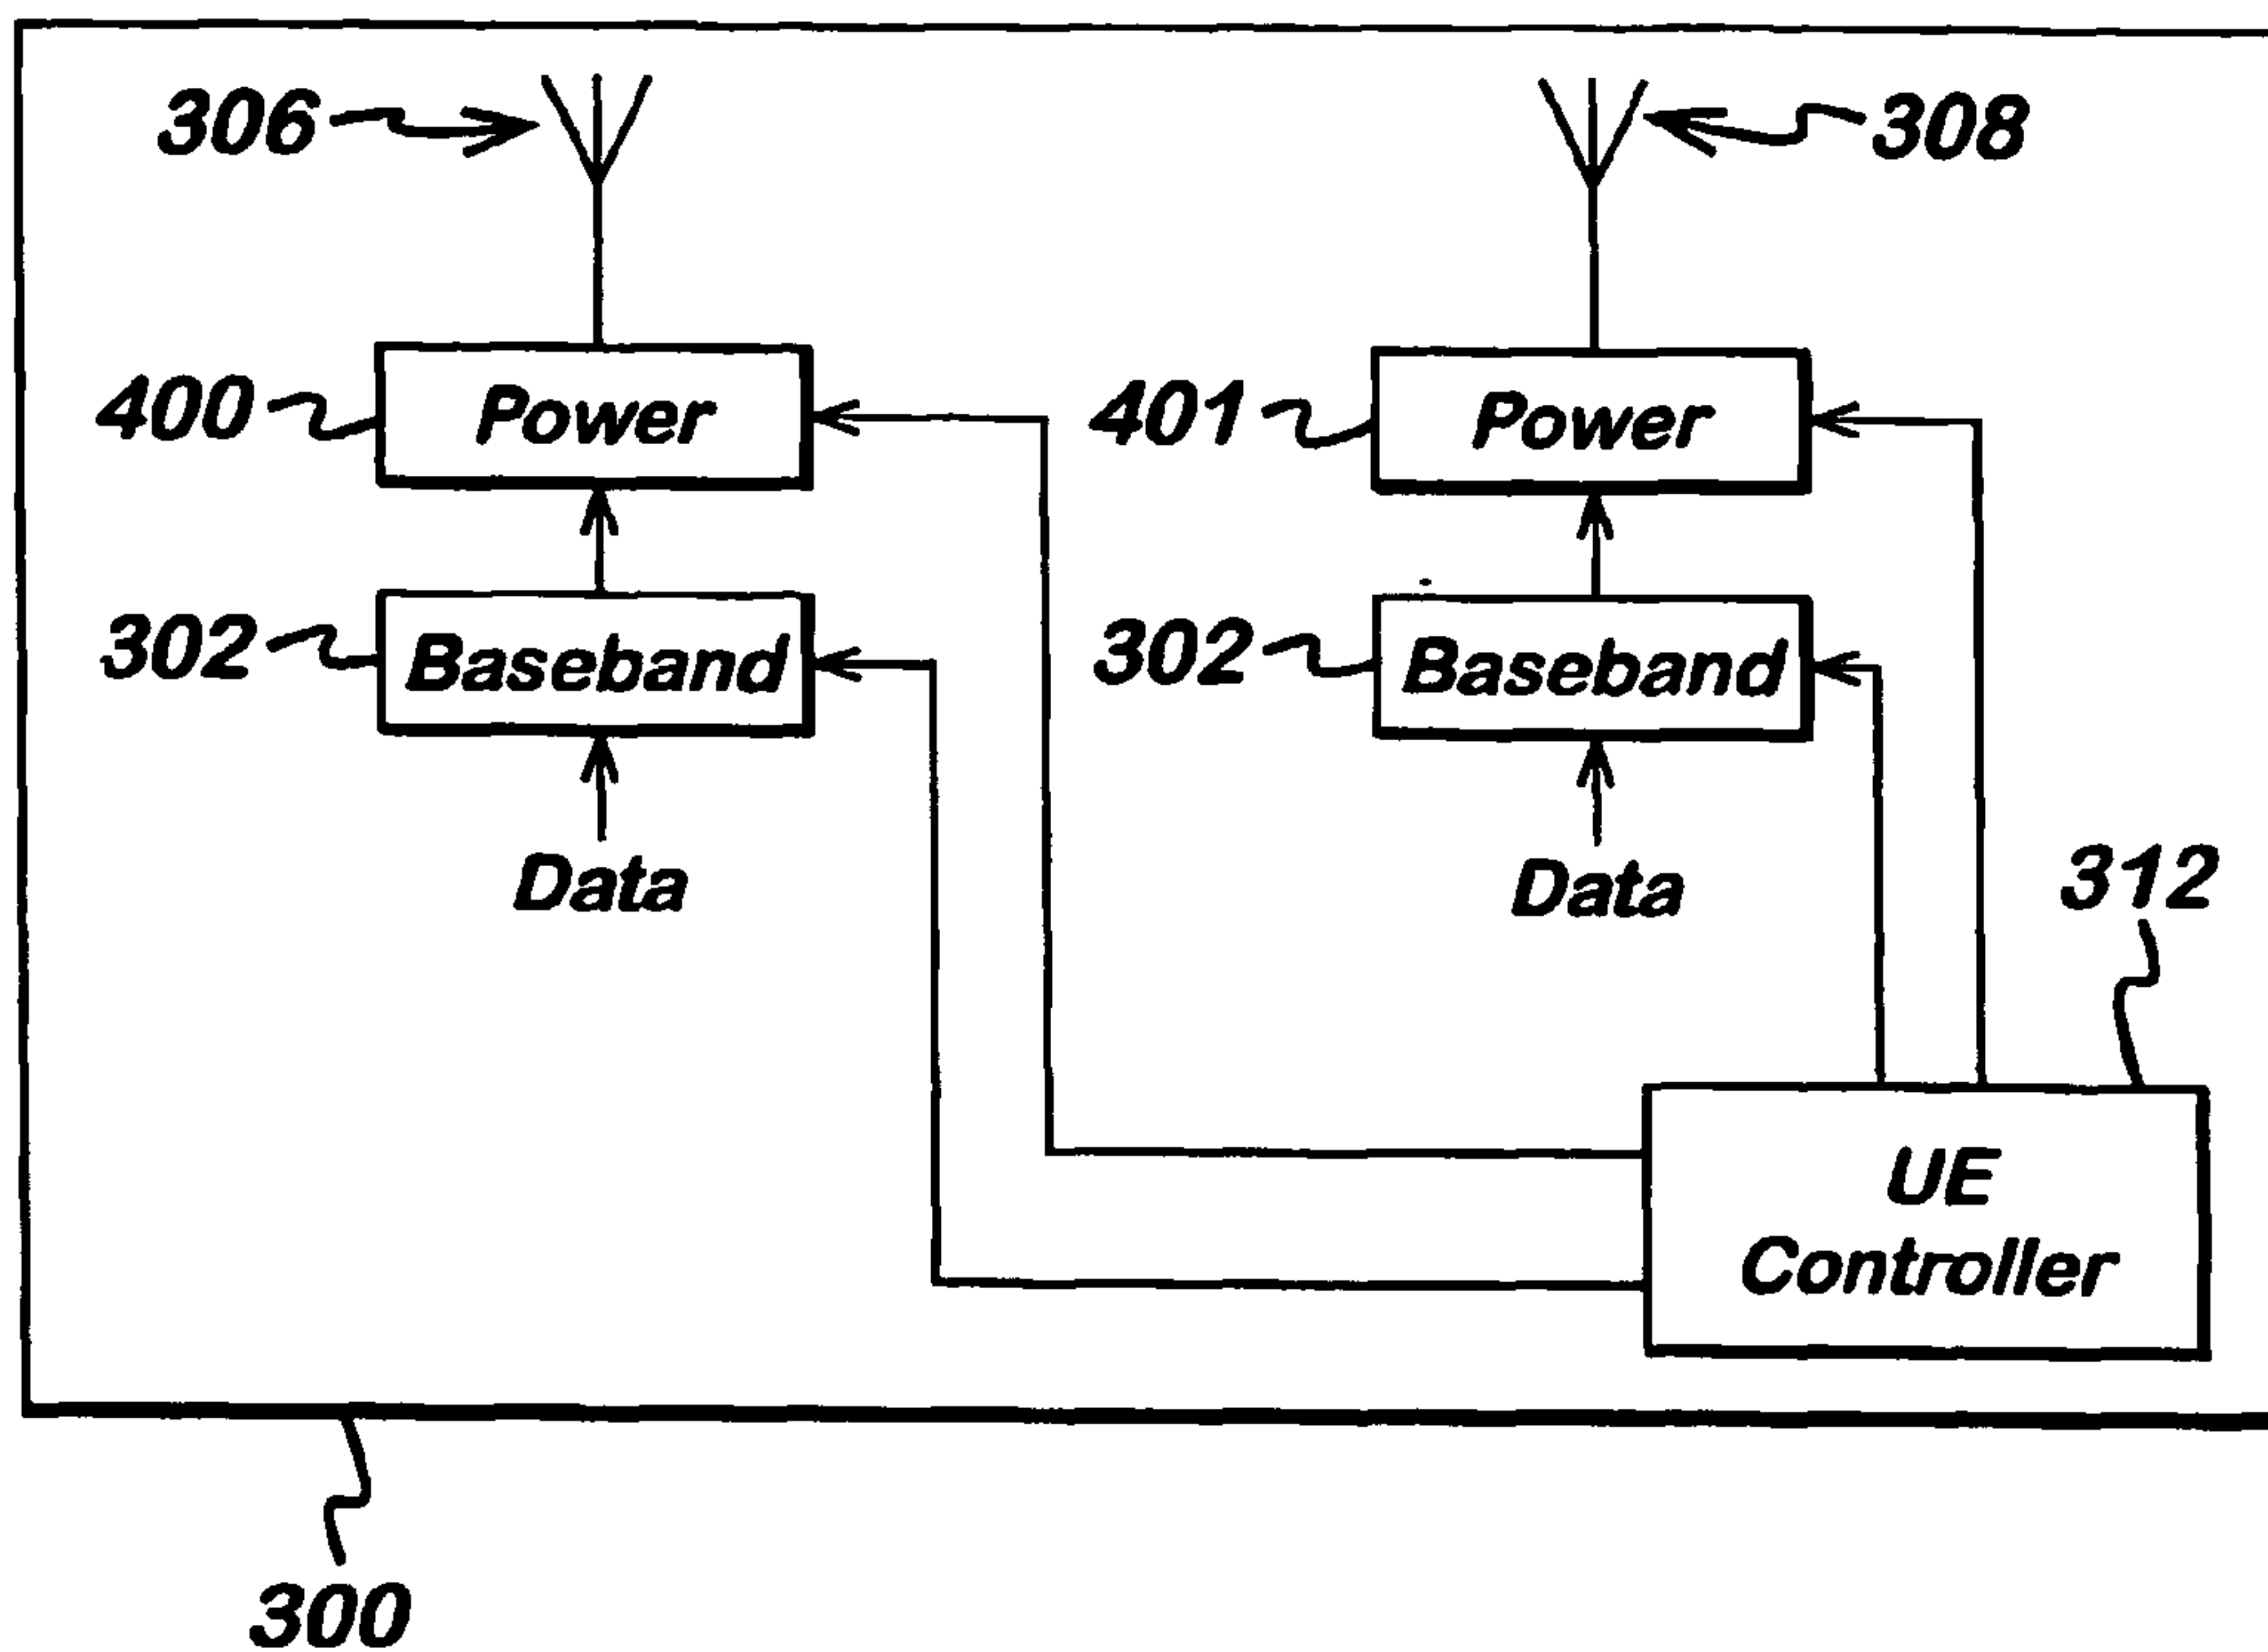 306
308
400 Power
401 Power
302 Baseband
302 Baseband
Data
Data
312
UE
Controller
300